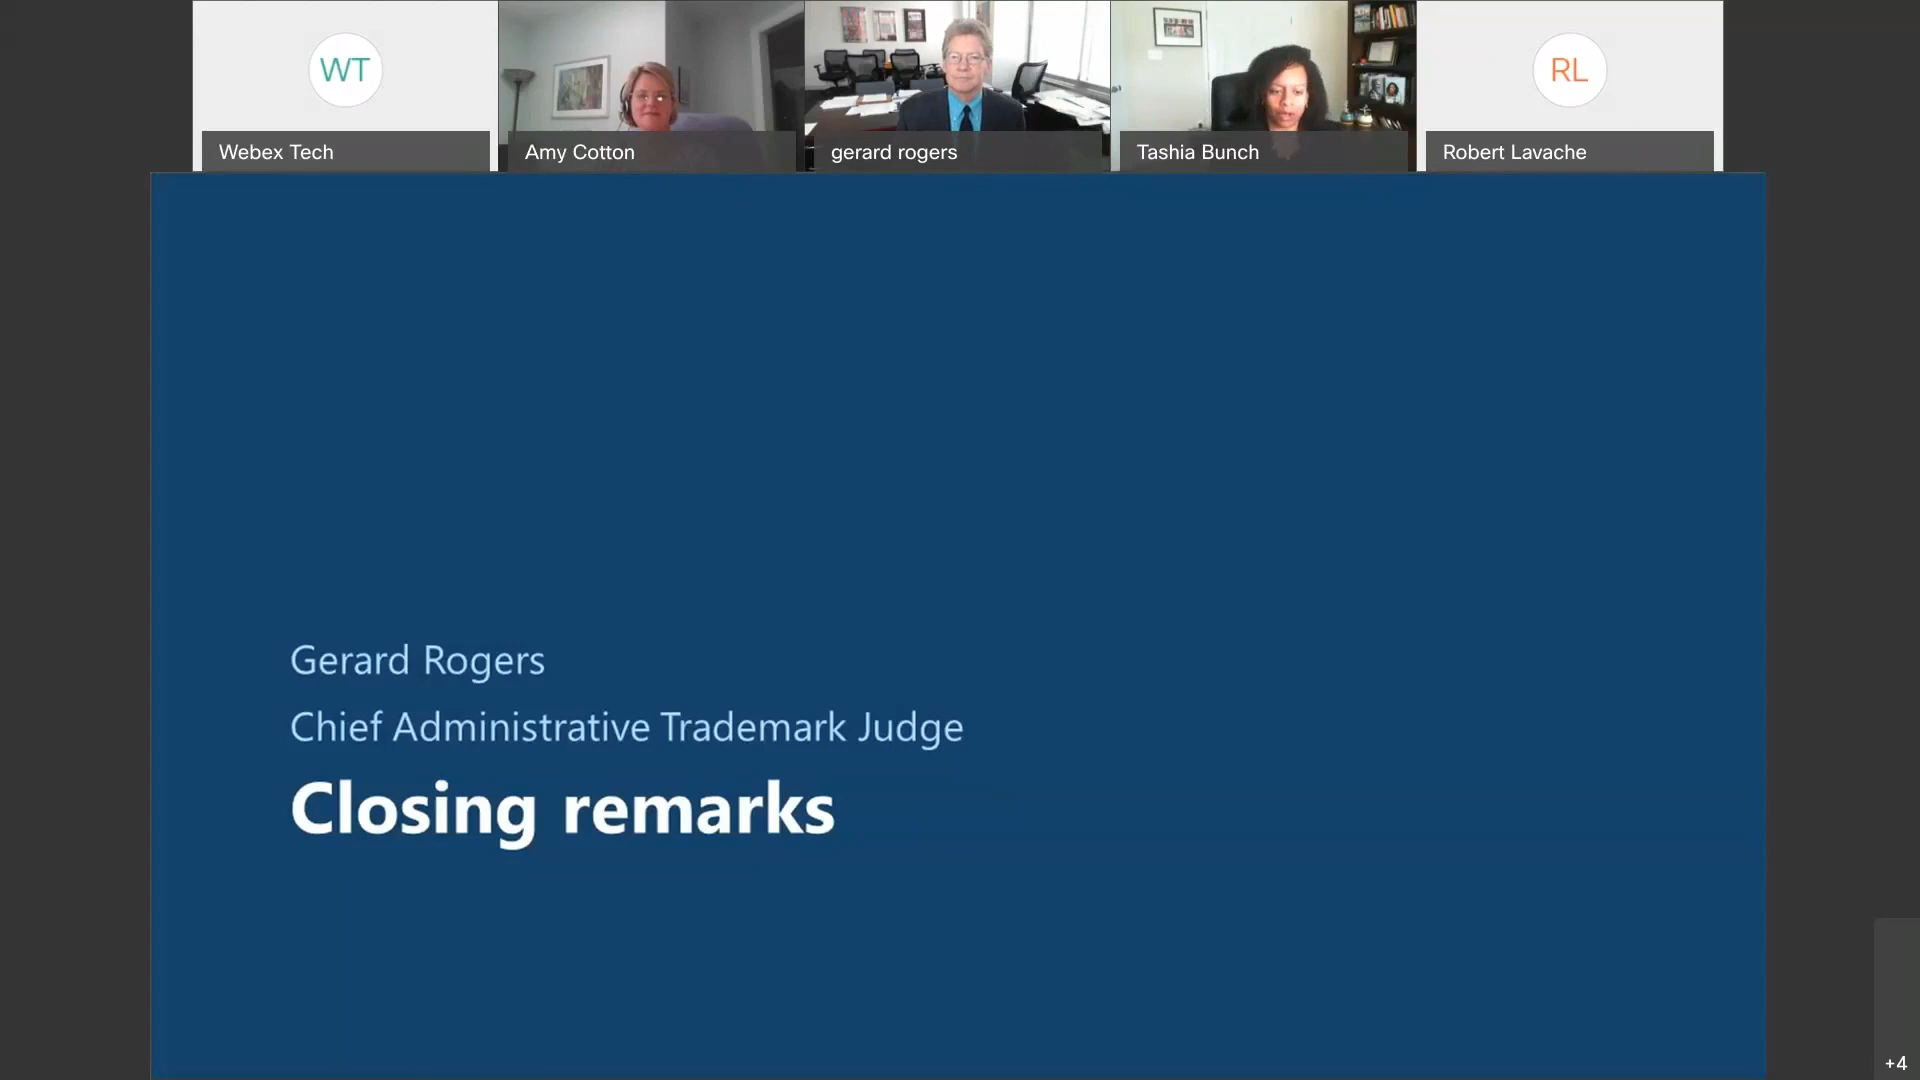 WT
RL
Webex Tech
Amy Cotton
gerard rogers
Tashia Bunch
Robert Lavache
Gerard Rogers
Chief Administrative Trademark Judge
Closing remarks
+4